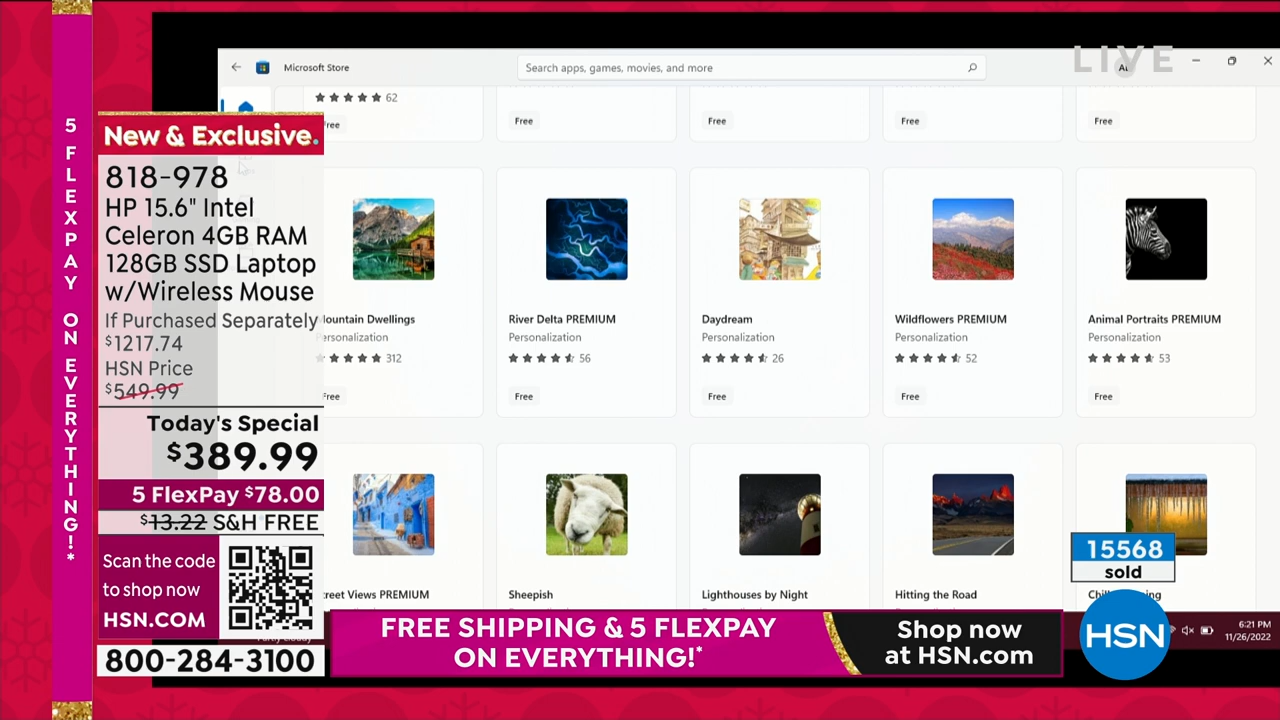 5 FLEXPAY ON EVERYTHING!*
New & Exclusive.
818-978
HP 15.6" Intel
Celeron 4GB RAM
128GB SSD Laptop
w/Wireless Mouse
If Purchased Separately
$1217.74
HSN Price
$549.99
Today's Special
$389.99
5 FlexPay $78.00
$13.22 S&H FREE
Scan the code
to shop now
HSN.COM
800-284-3100
Microsoft Store
Search apps, games, movies, and more
LIVE
62
Free Free Free Free
Mountain Dwellings
Personalization
312
Free
River Delta PREMIUM
Personalization
56
Free
Daydream
Personalization
26
Free
Wildflowers PREMIUM
Personalization
52
Free
Animal Portraits PREMIUM
Personalization
53
Free
Street Views PREMIUM
Sheepish
Lighthouses by Night
Hitting the Road
15568
sold
FREE SHIPPING & 5 FLEXPAY
ON EVERYTHING!*
Shop now
at HSN.com
HSN
6:21 PM
11/26/2022